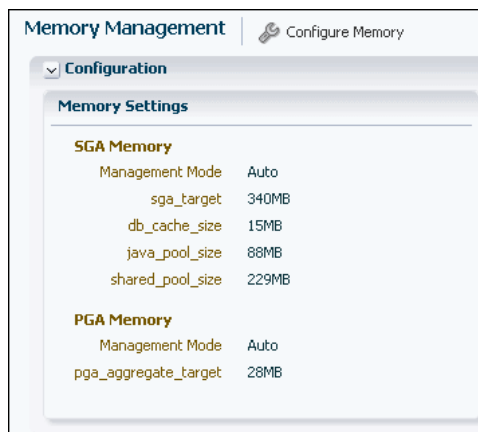 Memory Management Configure Memory
Configuration
Memory Settings
SGA Memory
Management Mode Auto
sga_target 340MB
db_cache_size 15MB
java_pool_size 88MB
shared_pool_size 229MB
PGA Memory
Management Mode Auto
pga_aggregate_target 28MB